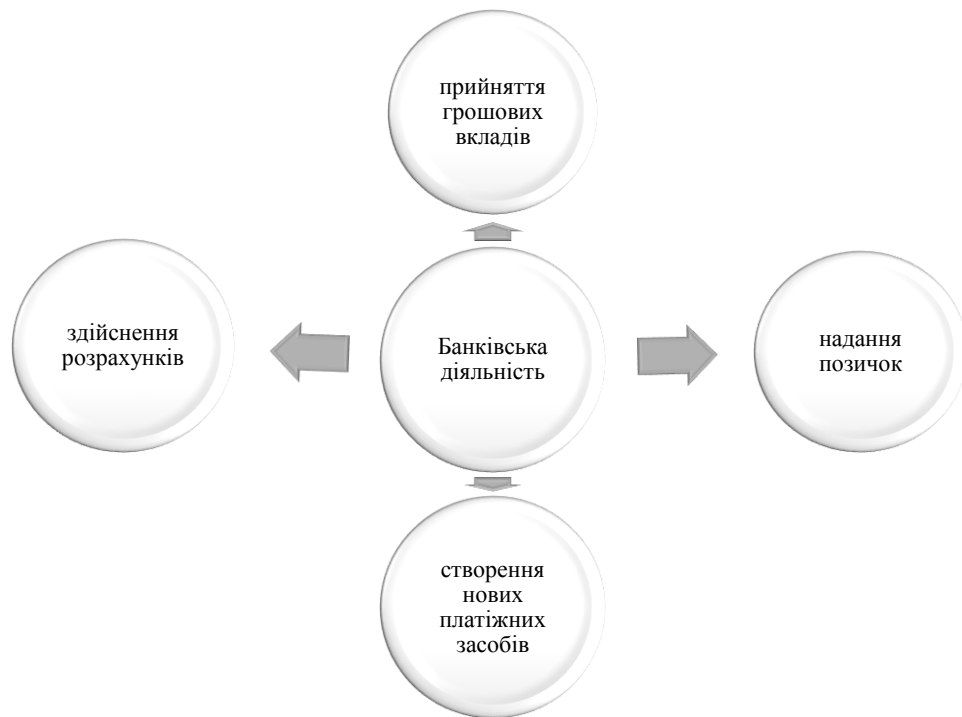 прийняття
грошових
вкладів
здійснення
розрахунків
Банківська
діяльність
надання
позичок
створення
нових
платіжних
засобів